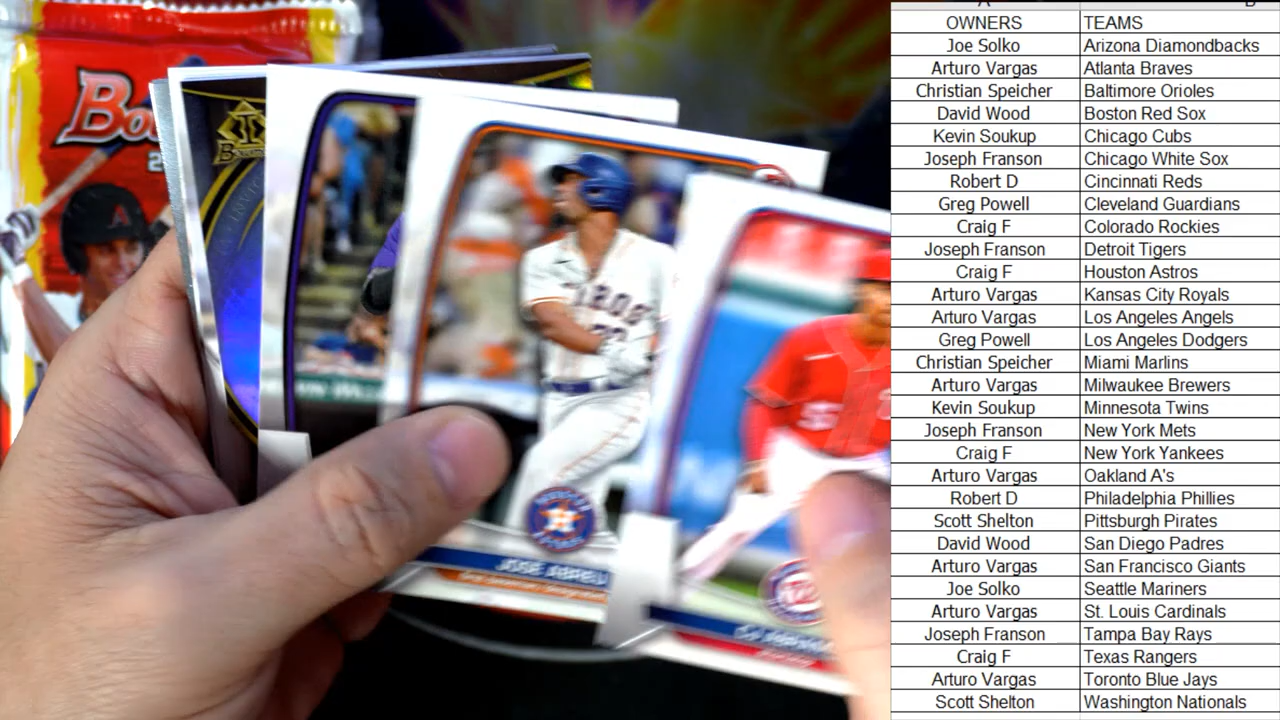 OWNERS TEAMS
Joe Solko Arizona Diamondbacks
Arturo Vargas Atlanta Braves
Christian Speicher Baltimore Orioles
David Wood Boston Red Sox
Kevin Soukup Chicago Cubs
Joseph Franson Chicago White Sox
Robert D Cincinnati Reds
Greg Powell Cleveland Guardians
Craig F Colorado Rockies
Joseph Franson Detroit Tigers
Craig F Houston Astros
Arturo Vargas Kansas City Royals
Arturo Vargas Los Angeles Angels
Greg Powell Los Angeles Dodgers
Christian Speicher Miami Marlins
Arturo Vargas Milwaukee Brewers
Kevin Soukup Minnesota Twins
Joseph Franson New York Mets
Craig F New York Yankees
Arturo Vargas Oakland A's
Robert D Philadelphia Phillies
Scott Shelton Pittsburgh Pirates
David Wood San Diego Padres
Arturo Vargas San Francisco Giants
Joe Solko Seattle Mariners
Arturo Vargas St. Louis Cardinals
Joseph Franson Tampa Bay Rays
Craig F Texas Rangers
Arturo Vargas Toronto Blue Jays
Scott Shelton Washington Nationals
Bo
A
JOSE ABREU